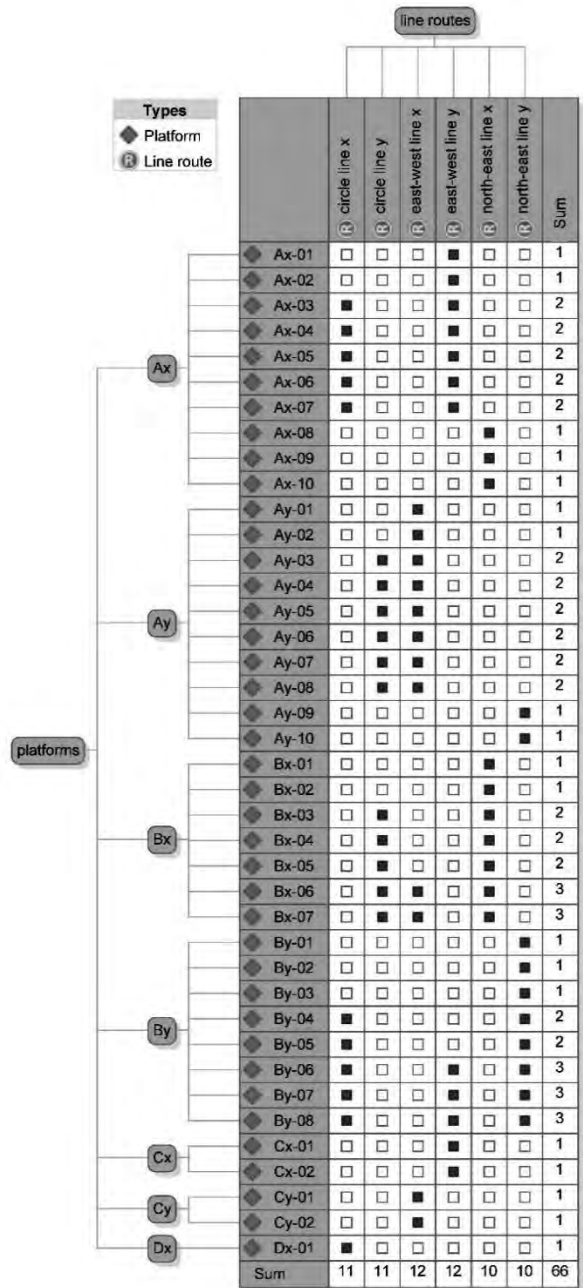 line routes
Types
Platform
R Line route
R circle line x
R circle line y
R east-west line x
R east-west line y
R north-east line x
R north-east line y
Sum
platforms
Ax
Ax-01 1
Ax-02 1
Ax-03 2
Ax-04 2
Ax-05 2
Ax-06 2
Ax-07 2
Ax-08 1
Ax-09 1
Ax-10 1
Ay
Ay-01 1
Ay-02 1
Ay-03 2
Ay-04 2
Ay-05 2
Ay-06 2
Ay-07 2
Ay-08 2
Ay-09 1
Ay-10 1
Bx
Bx-01 1
Bx-02 1
Bx-03 2
Bx-04 2
Bx-05 2
Bx-06 3
Bx-07 3
By
By-01 1
By-02 1
By-03 1
By-04 2
By-05 2
By-06 3
By-07 3
By-08 3
Cx
Cx-01 1
Cx-02 1
Cy
Cy-01 1
Cy-02 1
Dx
Dx-01 1
Sum 11 11 12 12 10 10 66